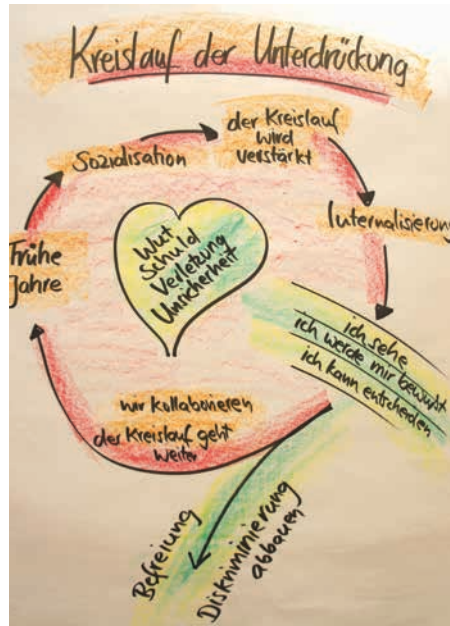 Kreislauf der Unterdrückung
der Kreislauf
wird
verstärkt
Sozialisation
Internalisierung
Frühe
Jahre
Wut
Schuld
Verletzung
Unsicherheit
ich sehe
ich werde mir bewußt
ich kann entscheiden
wir kollaborieren
der Kreislauf geht
weiter
Befreiung
Diskriminierung
abbauen